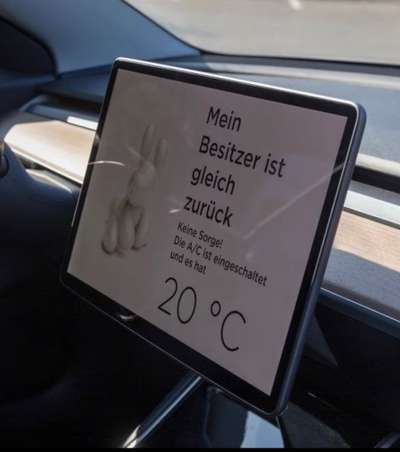 Mein
Besitzer ist
gleich
zurück
Keine Sorge!
Die A/C ist eingeschaltet
und es hat
20 °C